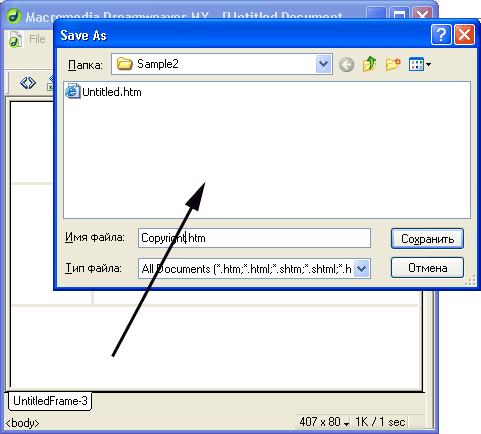 Macromedia Dreamweaver MX - [Untitled Document
File
Save As
Папка:
Sample2
Untitled.htm
Имя файла:
Copyright.htm
Сохранить
Тип файла:
All Documents (*.htm;*.html;*.shtm;*.shtml;*.h
Отмена
UntitledFrame-3
<body>
407 x 80
1K / 1 sec